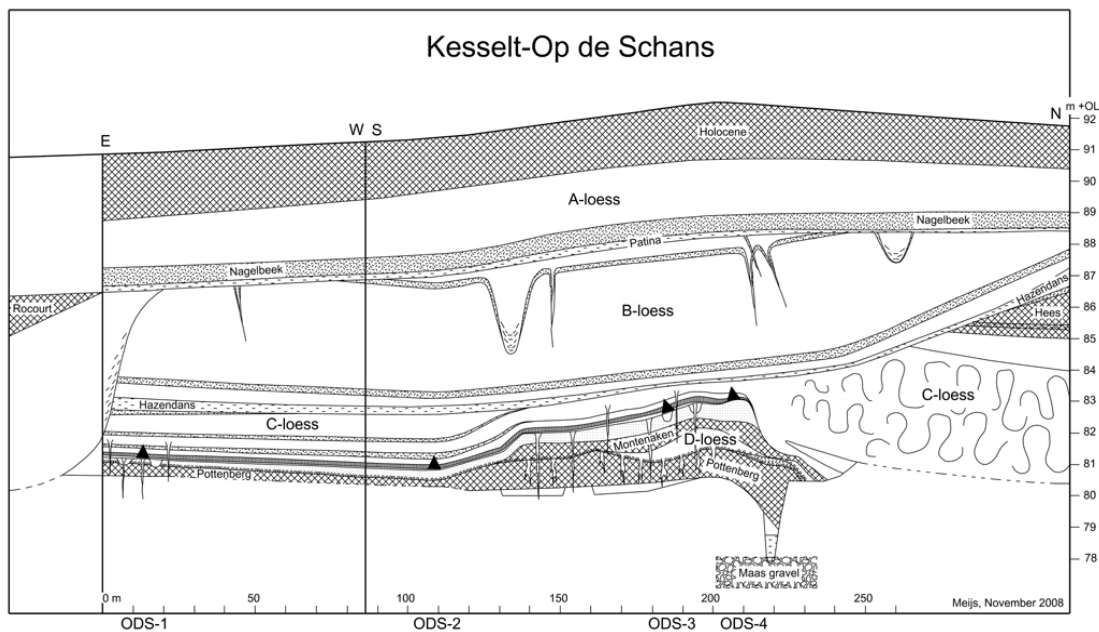 Kesselt-Op de Schans
N m +OL
92
E
W S
Holocene
91
90
A-loess
89
Nagelbeek
Patina
88
Nagelbeek
87
Hazendans
Rocourt
B-loess
86
Hees
85
84
C-loess
83
Hazendans
C-loess
82
Montenaken
D-loess
81
Pottenberg
Pottenberg
80
79
78
Maas gravel
0 m 50 100 150 200 250
Meijs, November 2008
ODS-1 ODS-2 ODS-3 ODS-4